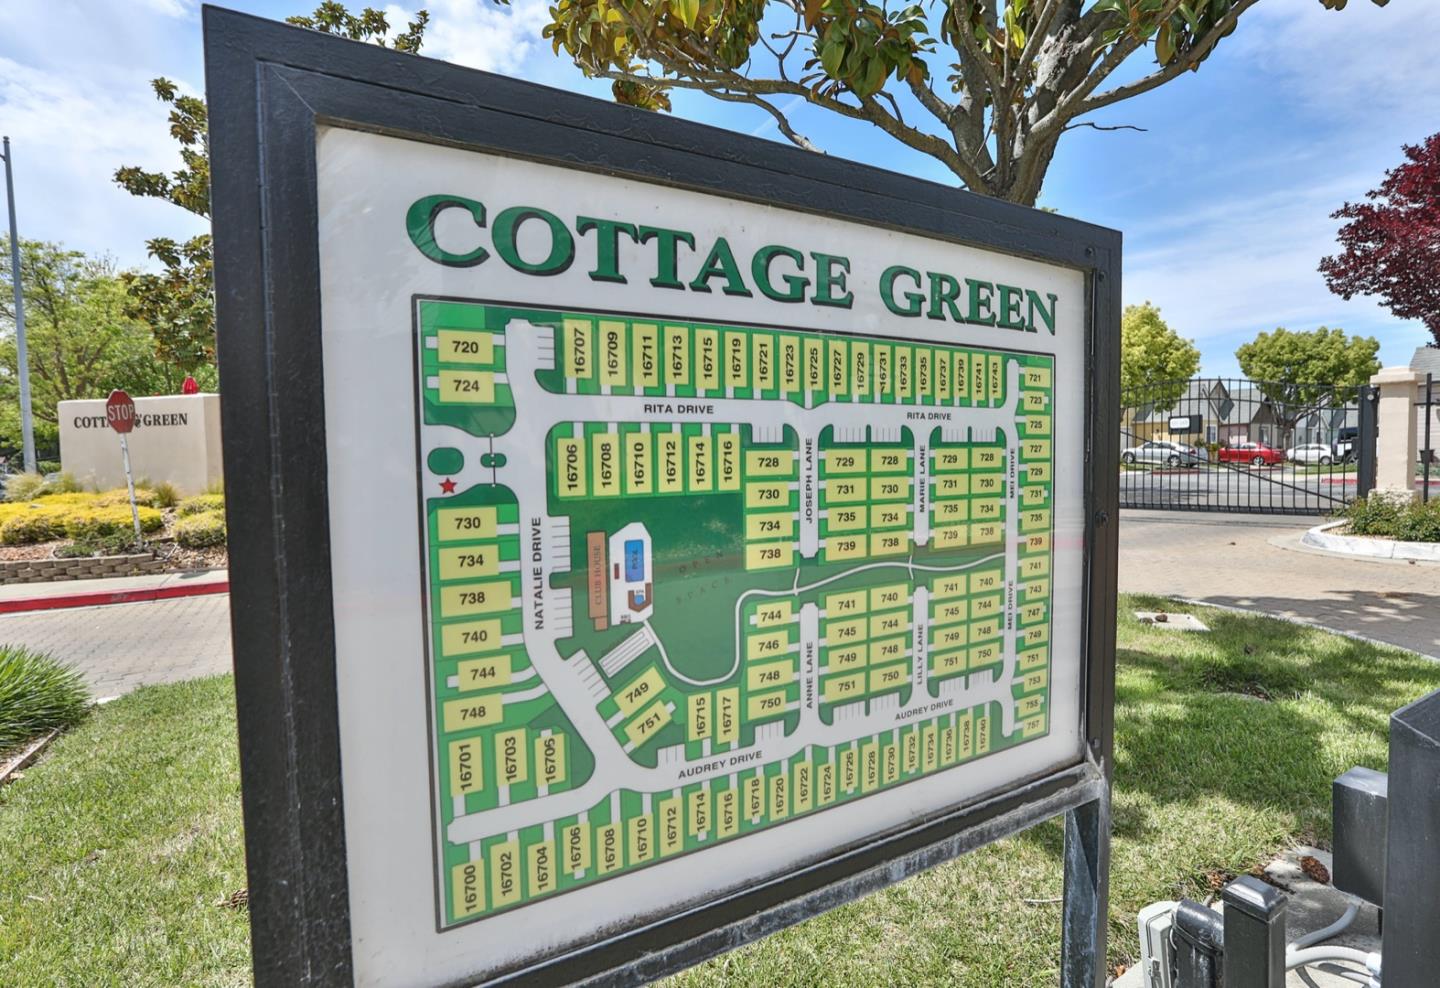 COTTAGE GREEN
720
724
16707 16709 16711 16713 16715 16719 16721 16723 16725 16727 16729 16731 16733 16735 16737 16739 16741 16743
RITA DRIVE
RITA DRIVE
16706 16708 16710 16712 16714 16716
721
723
725
727
729
731
735
739
741
743
747
749
751
753
755
757
728
730
734
738
JOSEPH LANE
729 728
731 730
735 734
739 738
MARIE LANE
729 728
731 730
735 734
739 738
MEI DRIVE
MEI DRIVE
730
734
738
740
744
748
NATALIE DRIVE
CLUB HOUSE
POOL
SPA
OPEN
SPACE
744
746
748
750
ANNE LANE
741 740
745 744
749 748
751 750
LILLY LANE
741 740
745 744
749 748
751 750
749
751
16715 16717
AUDREY DRIVE
AUDREY DRIVE
16701 16703 16705
16700 16702 16704 16706 16708 16710 16712 16714 16716 16718 16720 16722 16724 16726 16728 16730 16732 16734 16736 16738 16740
STOP
GREEN